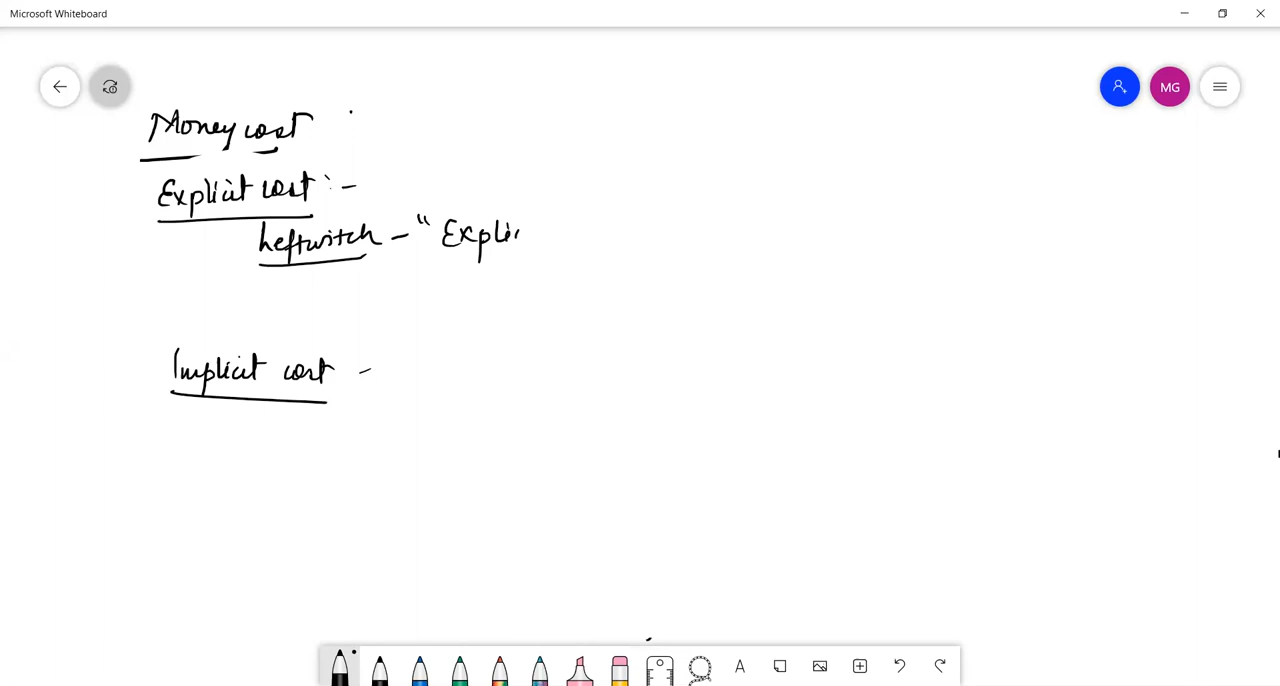 Microsoft Whiteboard
MG
Money cost
Explicit cost : -
leftwitch - " Expli
Implicit cost -
A